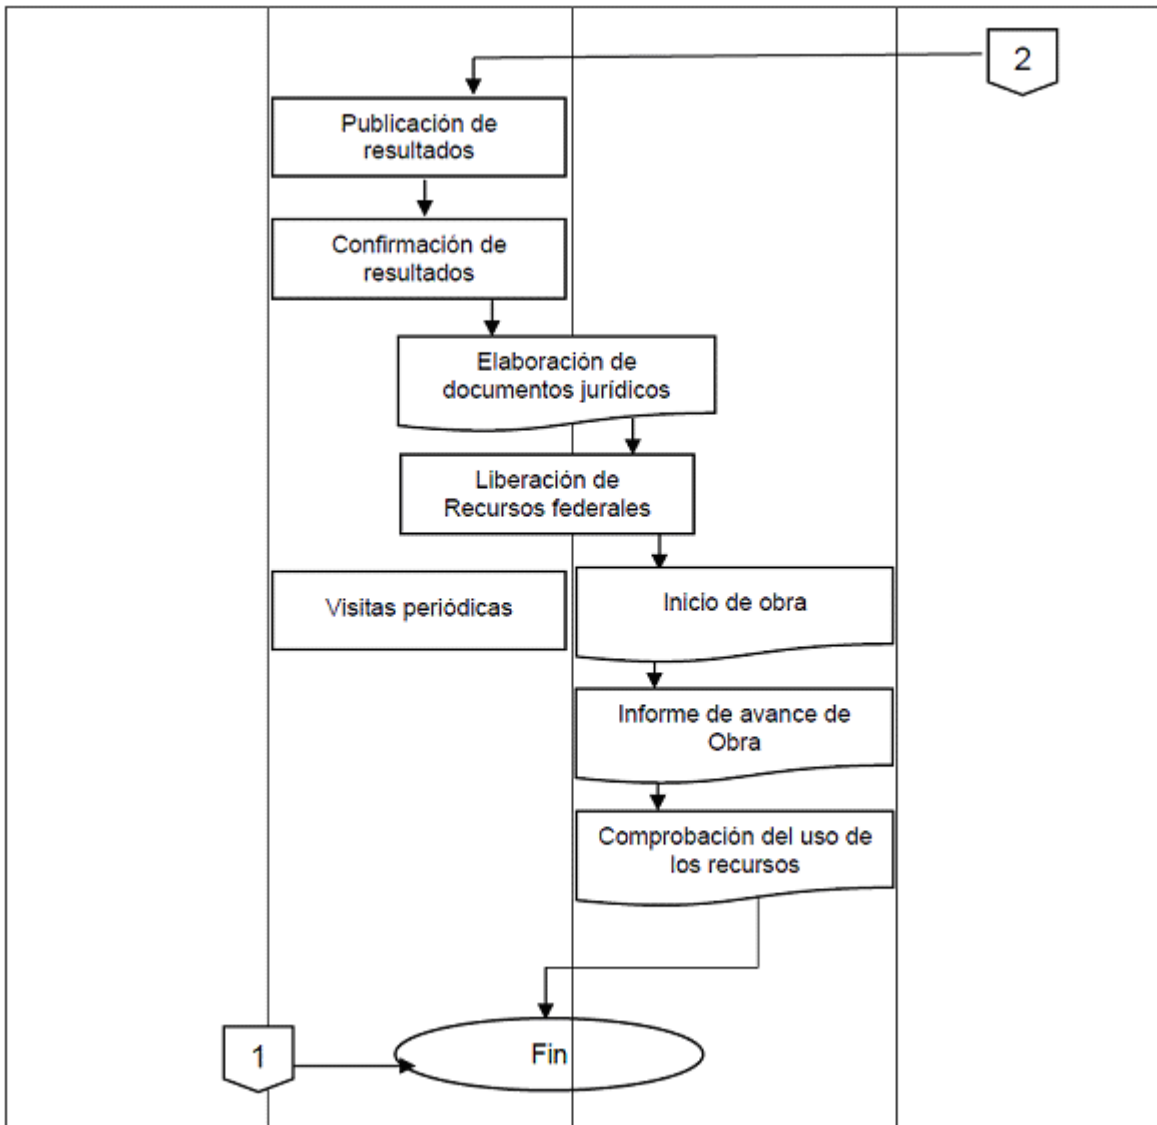 2
Publicación de
resultados
Confirmación de
resultados
Elaboración de
documentos jurídicos
Liberación de
Recursos federales
Visitas periódicas
Inicio de obra
Informe de avance de
Obra
Comprobación del uso de
los recursos
1
Fin